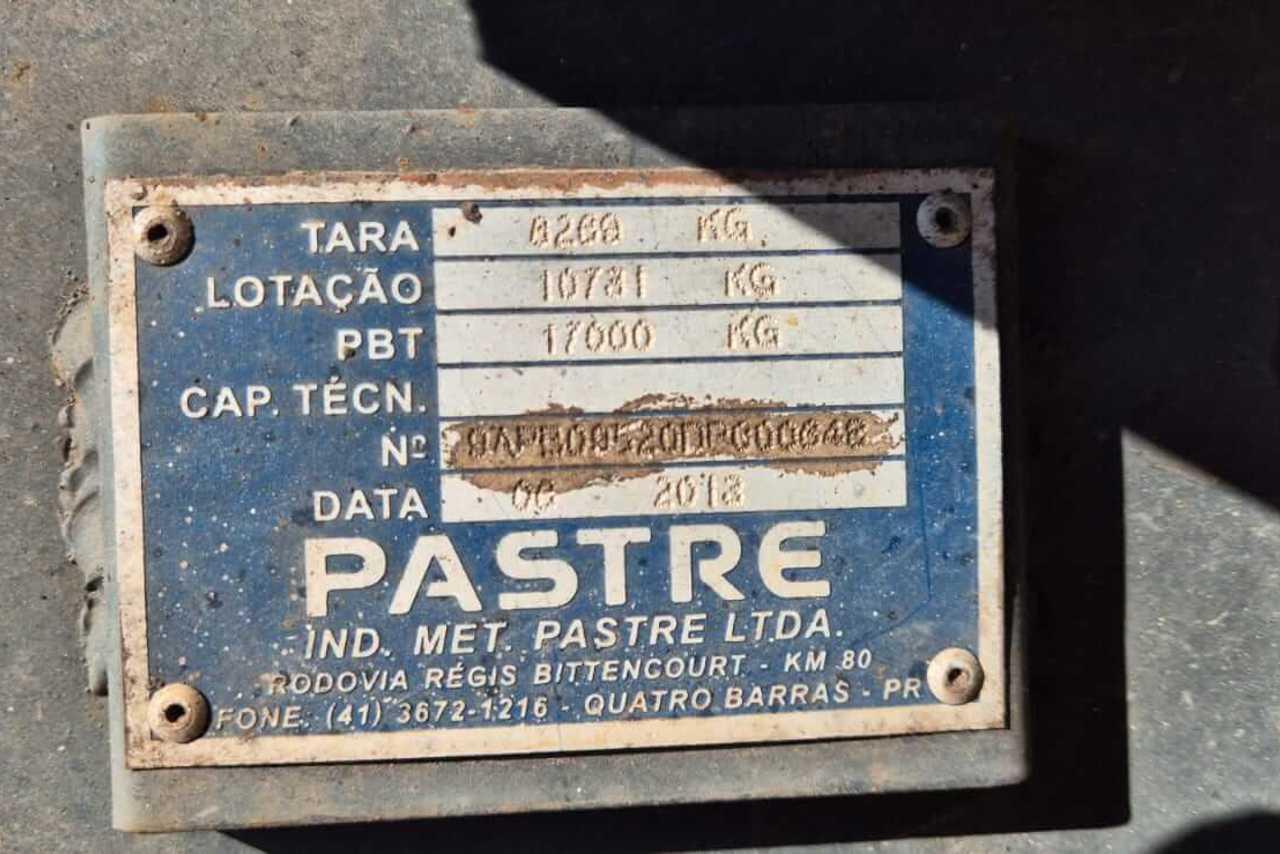 TARA 6269 KG
LOTAÇÃO 10731 KG
PBT 17000 KG
CAP. TÉCN.
Nº
DATA 06 2013
PASTRE
IND. MET. PASTRE LTDA.
RODOVIA RÉGIS BITTENCOURT - KM 80
FONE: (41) 3672-1216 - QUATRO BARRAS - PR